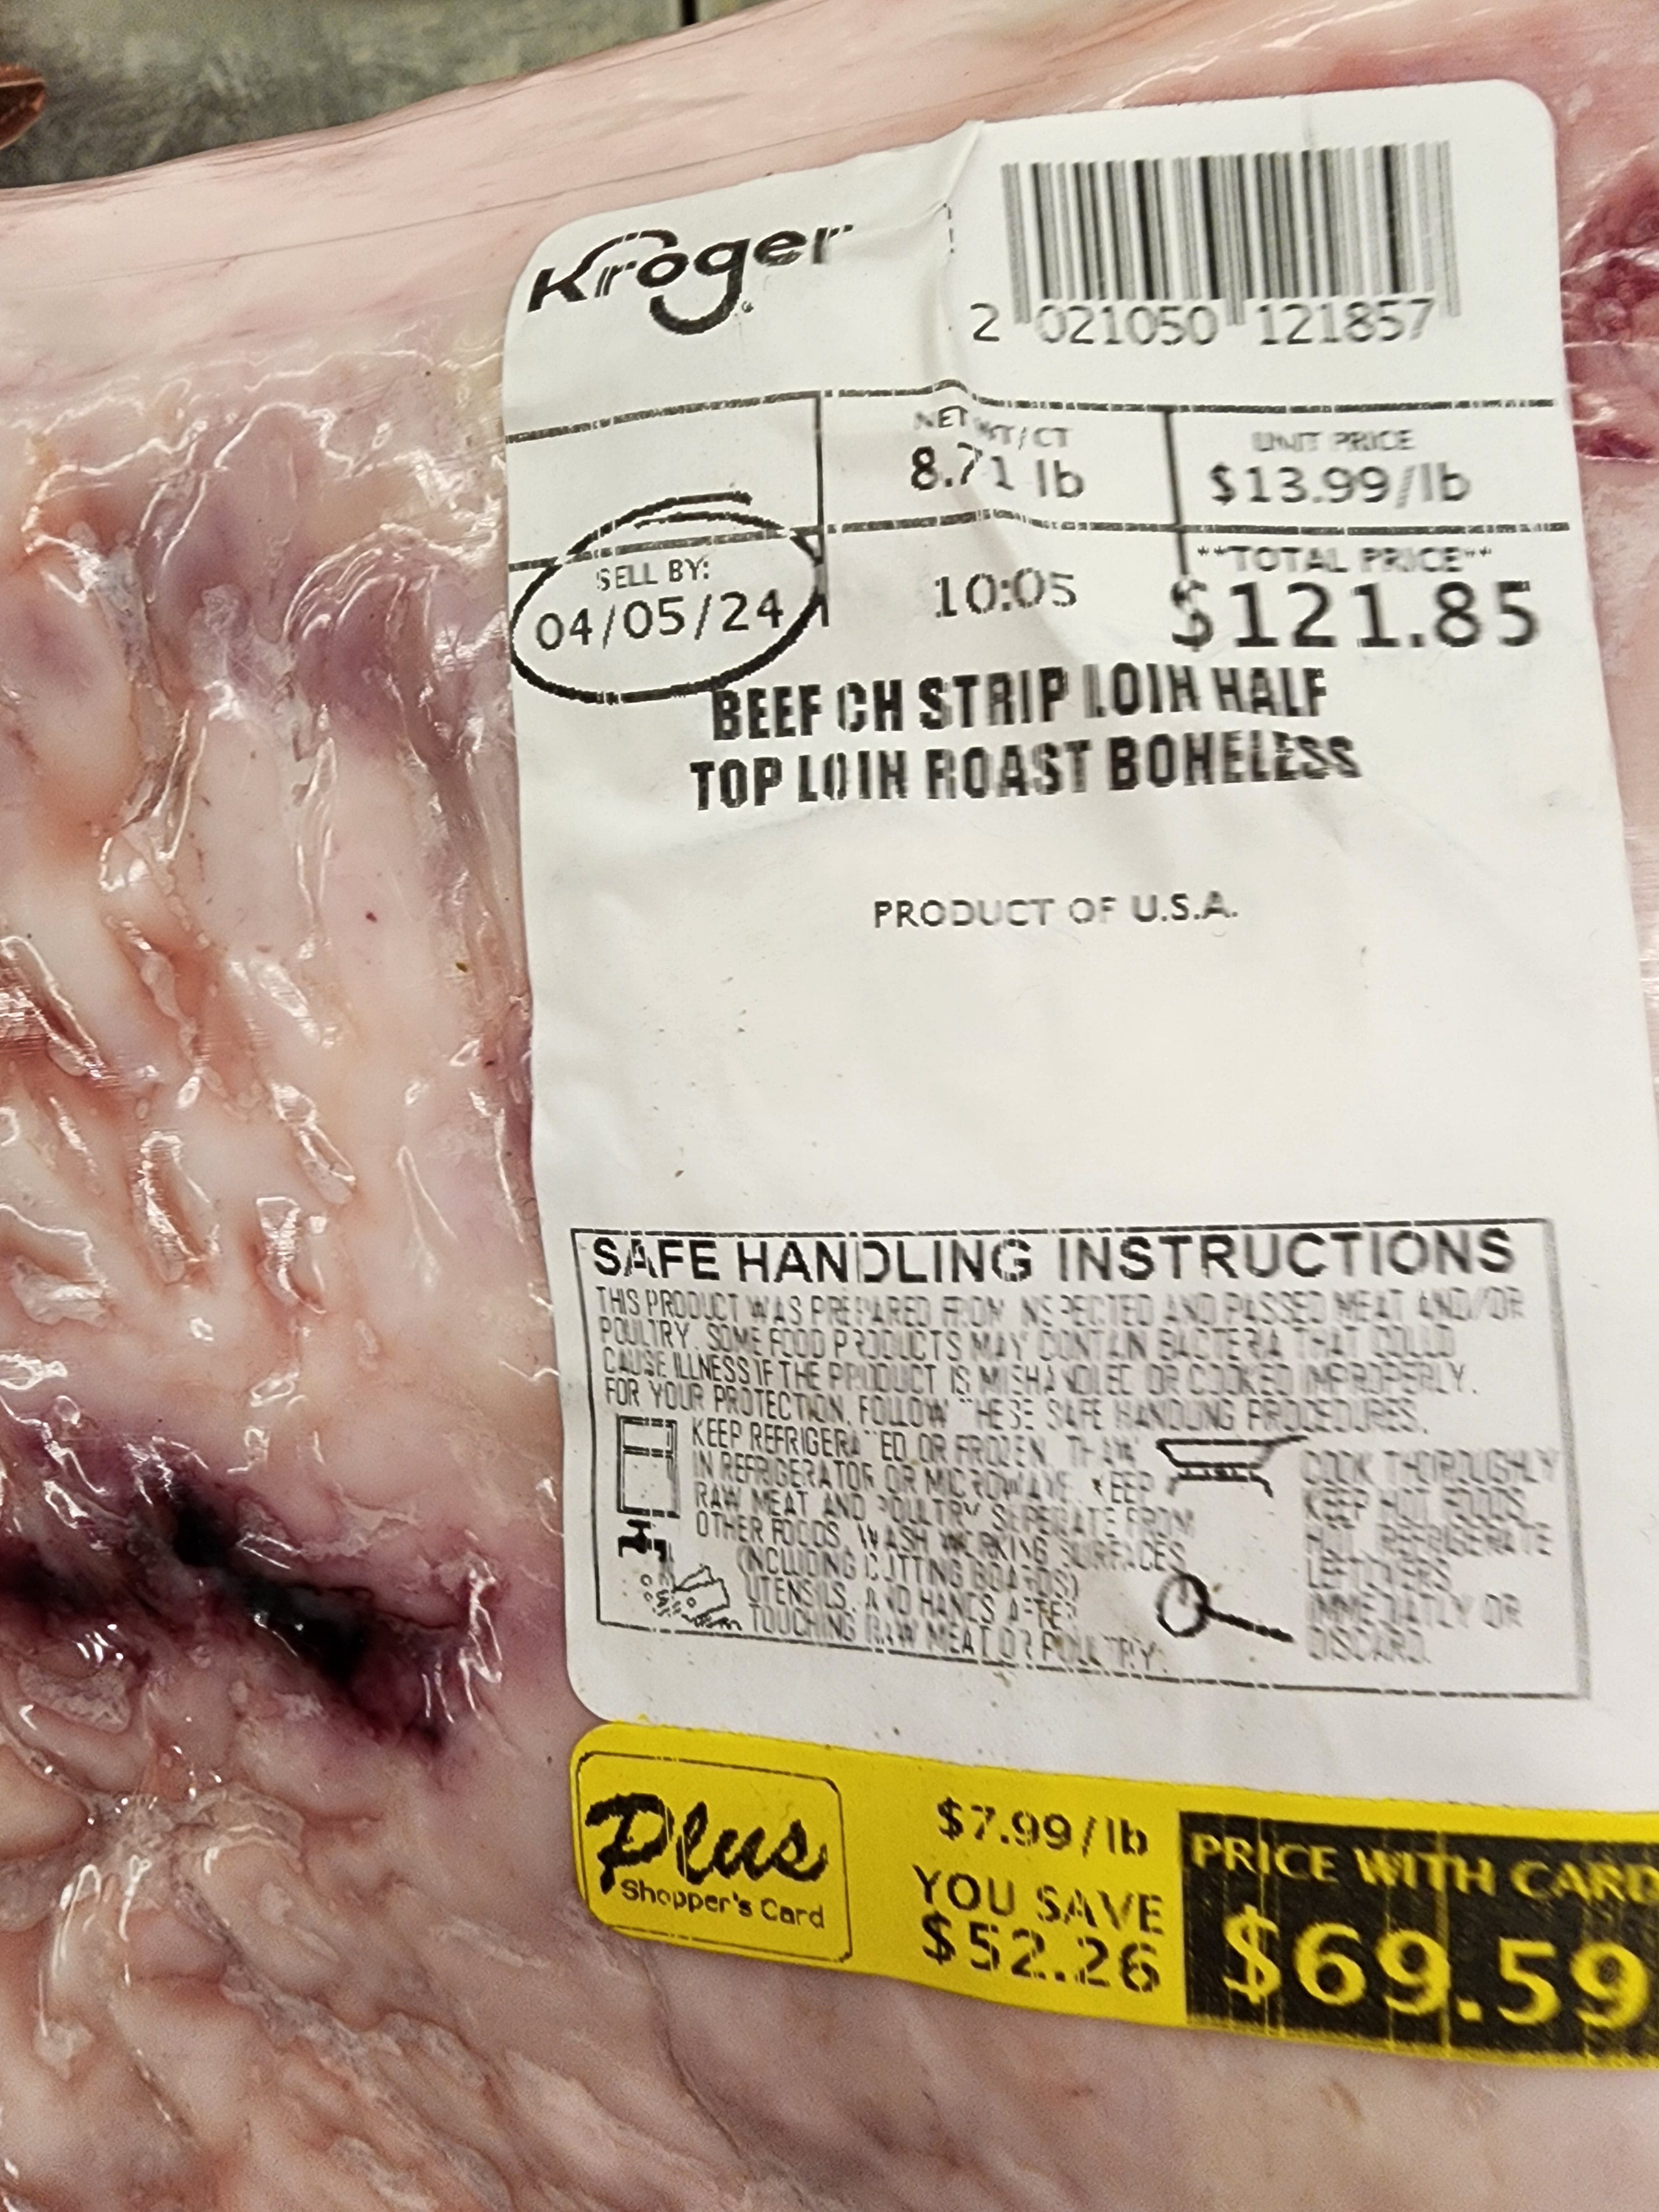 Kroger
2 021050 121857
NET WT/CT
8.71 lb
UNIT PRICE
$13.99/lb
SELL BY:
04/05/24
10:05
**TOTAL PRICE**
$121.85
BEEF CH STRIP LOIN HALF
TOP LOIN ROAST BONELESS
PRODUCT OF U.S.A.
SAFE HANDLING INSTRUCTIONS
THIS PRODUCT WAS PREPARED FROM INSPECTED AND PASSED MEAT AND/OR
POULTRY. SOME FOOD PRODUCTS MAY CONTAIN BACTERIA THAT COULD
CAUSE ILLNESS IF THE PRODUCT IS MISHANDLED OR COOKED IMPROPERLY.
FOR YOUR PROTECTION, FOLLOW THESE SAFE HANDLING PROCEDURES.
KEEP REFRIGERATED OR FROZEN. THAW
IN REFRIGERATOR OR MICROWAVE. KEEP
RAW MEAT AND POULTRY SEPERATE FROM
OTHER FOODS. WASH WORKING SURFACES
(INCLUDING CUTTING BOARDS)
UTENSILS, AND HANDS AFTER
TOUCHING RAW MEAT OR POULTRY.
COOK THOROUGHLY
KEEP HOT FOODS
HOT. REFRIGERATE
LEFTOVERS
IMMEDIATLY OR
DISCARD.
Plus
Shopper's Card
$7.99/lb
YOU SAVE
$52.26
PRICE WITH CARD
$69.59